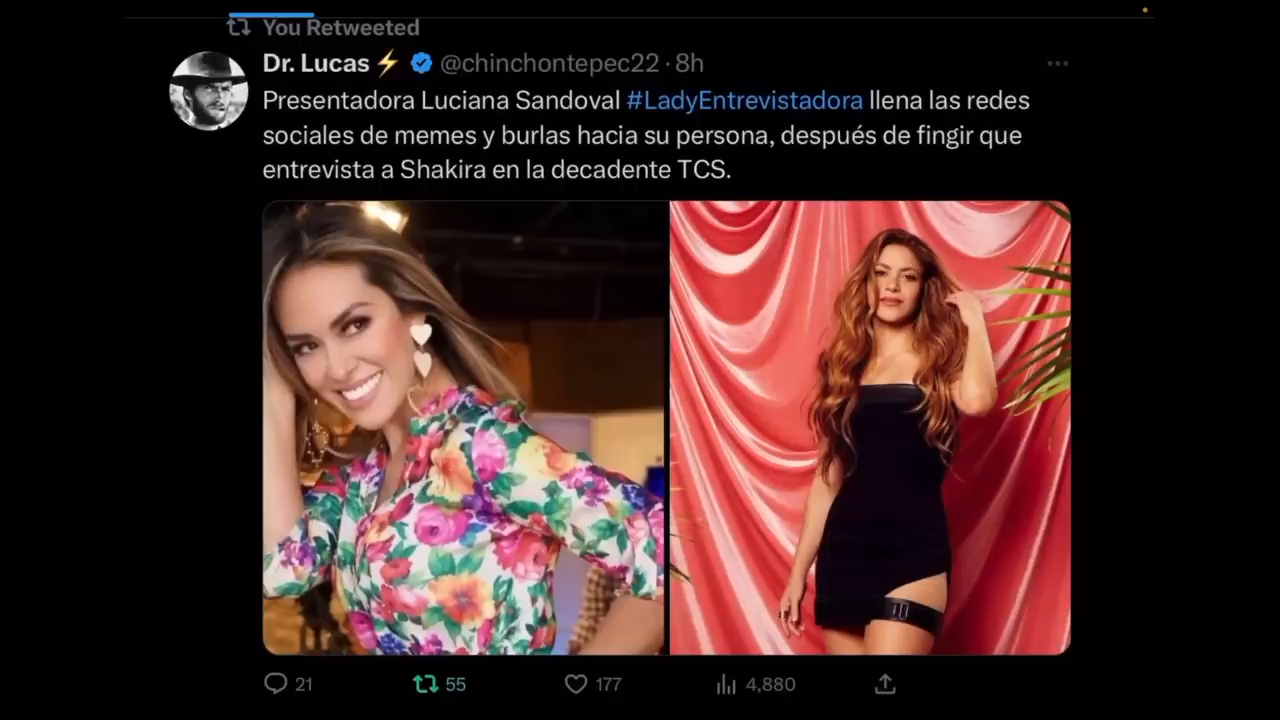 You Retweeted
Dr. Lucas⚡ @chinchontepec22 · 8h
Presentadora Luciana Sandoval #LadyEntrevistadora llena las redes
sociales de memes y burlas hacia su persona, después de fingir que
entrevista a Shakira en la decadente TCS.
21 55 177 4,880